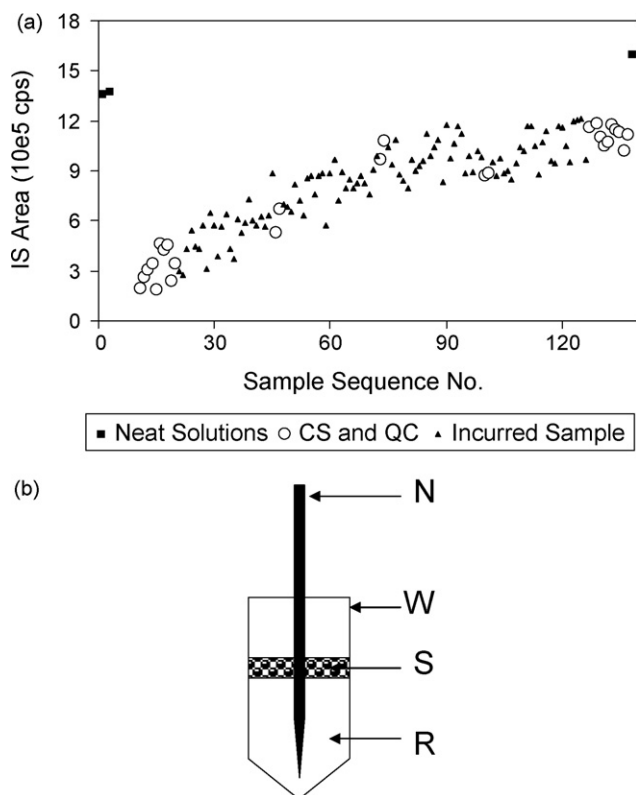 (a)
18
15
12
9
6
3
0
IS Area (10e5 cps)
0 30 60 90 120
Sample Sequence No.
Neat Solutions CS and QC Incurred Sample
(b)
N
W
S
R